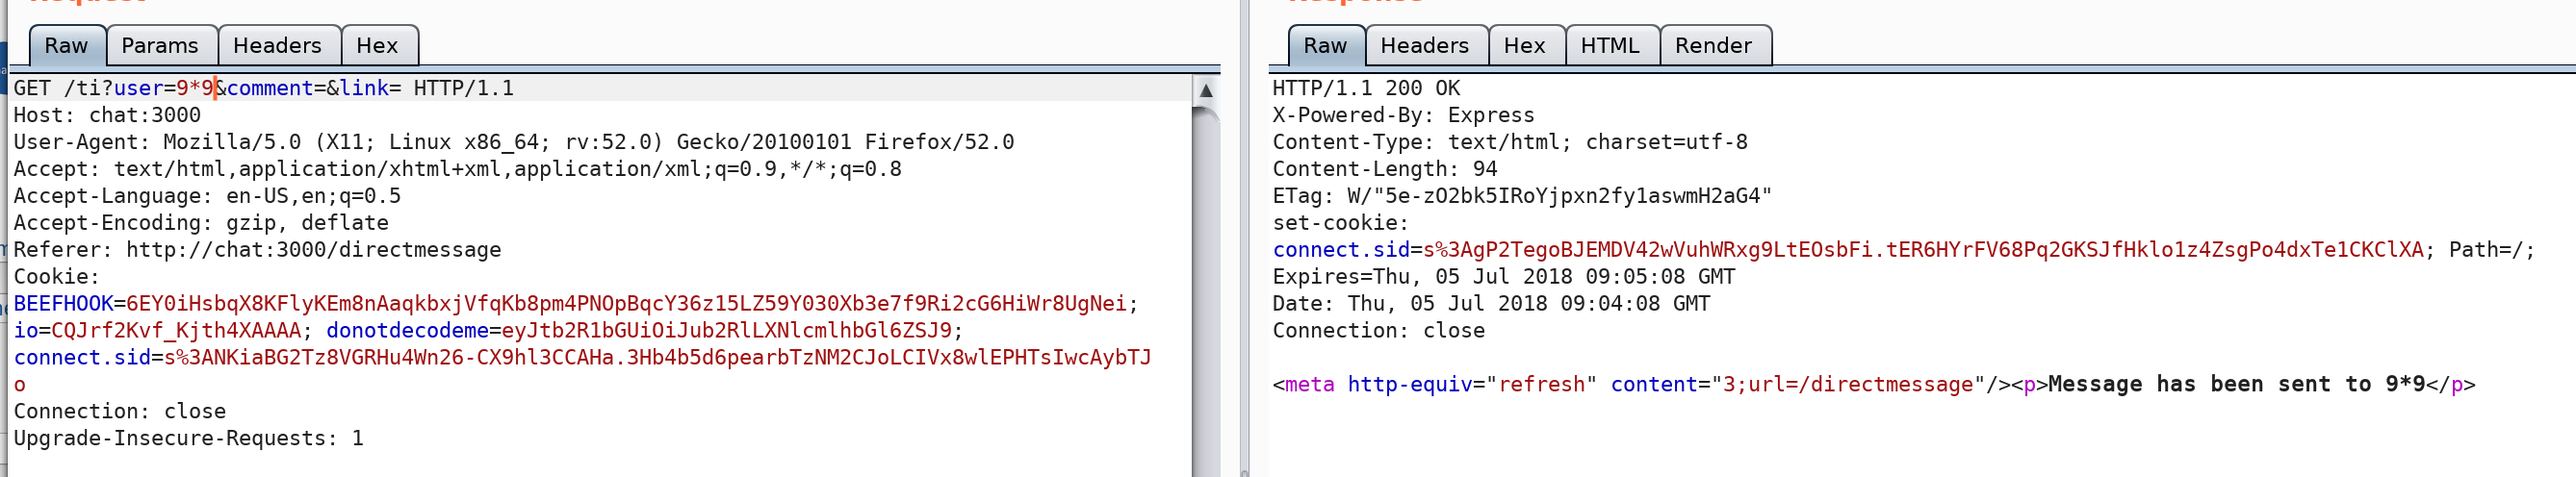 Request
Response
Raw
Params
Headers
Hex
Raw
Headers
Hex
HTML
Render
GET /ti?user=9*9&comment=&link= HTTP/1.1
Host: chat:3000
User-Agent: Mozilla/5.0 (X11; Linux x86_64; rv:52.0) Gecko/20100101 Firefox/52.0
Accept: text/html,application/xhtml+xml,application/xml;q=0.9,*/*;q=0.8
Accept-Language: en-US,en;q=0.5
Accept-Encoding: gzip, deflate
Referer: http://chat:3000/directmessage
Cookie:
BEEFHOOK=6EY0iHsbqX8KFlyKEm8nAaqkbxjVfqKb8pm4PNOpBqcY36z15LZ59Y030Xb3e7f9Ri2cG6HiWr8UgNei;
io=CQJrf2Kvf_Kjth4XAAAA; donotdecodeme=eyJtb2R1bGUiOiJub2RlLXNlcmlhbGl6ZSJ9;
connect.sid=s%3ANKiaBG2Tz8VGRHu4Wn26-CX9hl3CCAHa.3Hb4b5d6pearbTzNM2CJoLCIVx8wlEPHTsIwcAybTJ
o
Connection: close
Upgrade-Insecure-Requests: 1
HTTP/1.1 200 OK
X-Powered-By: Express
Content-Type: text/html; charset=utf-8
Content-Length: 94
ETag: W/"5e-zO2bk5IRoYjpxn2fy1aswmH2aG4"
set-cookie:
connect.sid=s%3AgP2TegoBJEMDV42wVuhWRxg9LtEOsbFi.tER6HYrFV68Pq2GKSJfHklo1z4ZsgPo4dxTe1CKClXA; Path=/;
Expires=Thu, 05 Jul 2018 09:05:08 GMT
Date: Thu, 05 Jul 2018 09:04:08 GMT
Connection: close
<meta http-equiv="refresh" content="3;url=/directmessage"/><p>Message has been sent to 9*9</p>